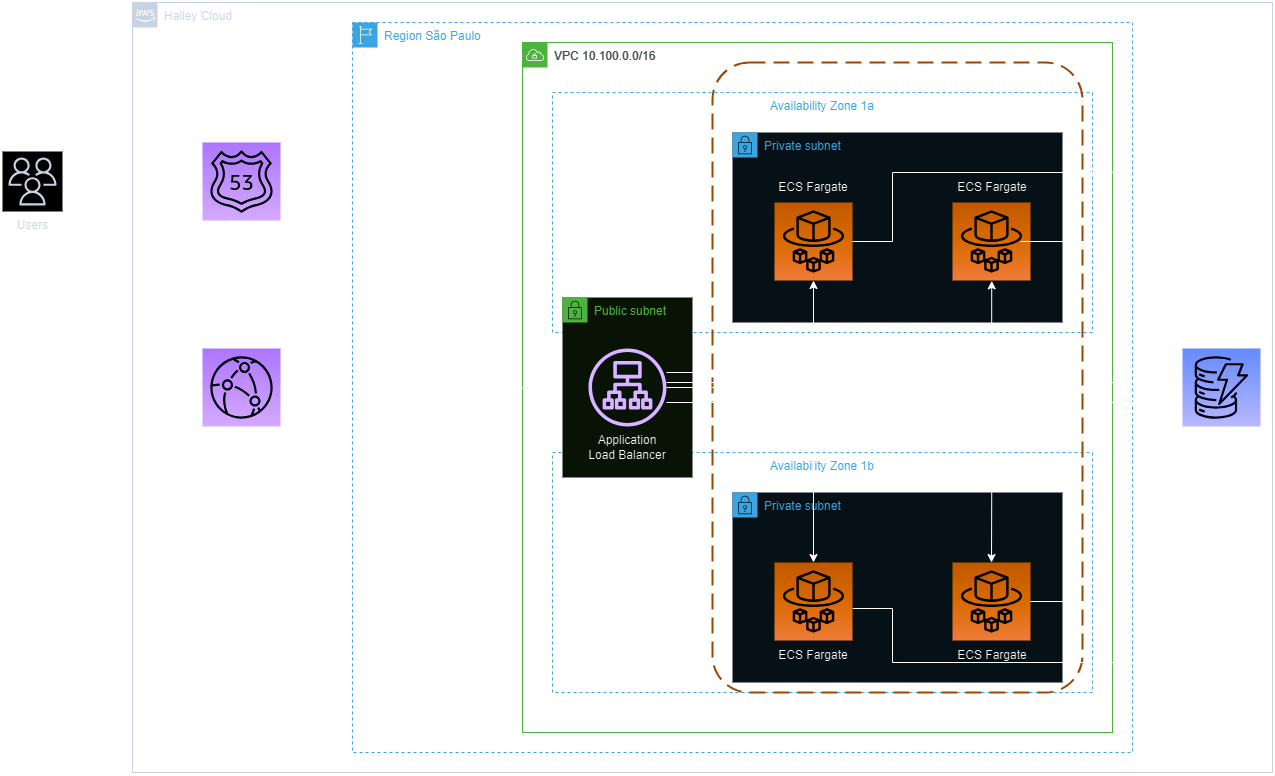 aws
Halley Cloud
Region São Paulo
VPC 10.100.0.0/16
Availability Zone 1a
Private subnet
ECS Fargate
ECS Fargate
53
Users
Public subnet
Application
Load Balancer
Availability Zone 1b
Private subnet
ECS Fargate
ECS Fargate